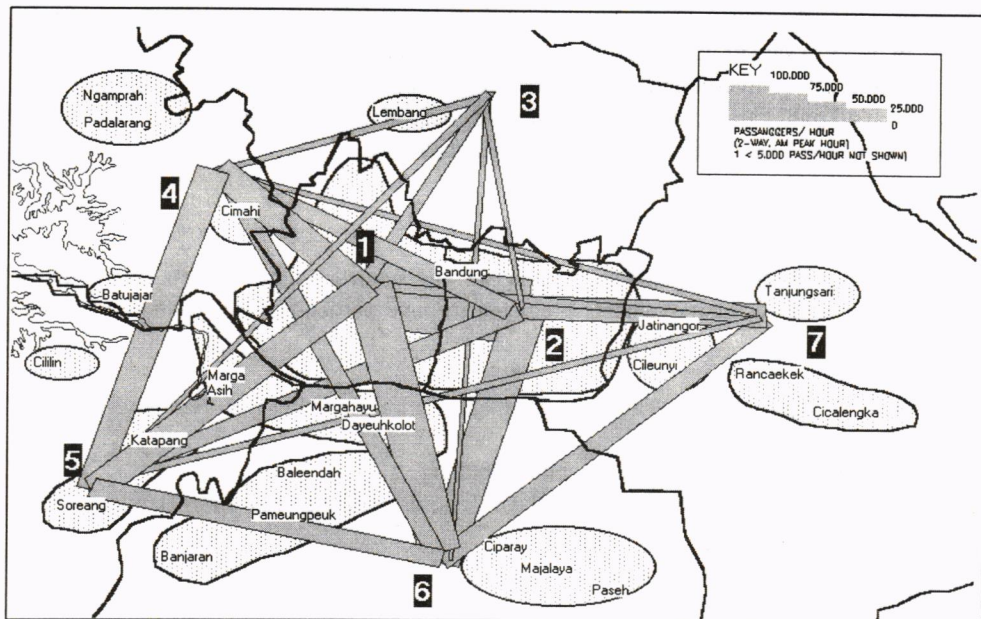 KEY
100.000
75.000
50.000
25.000
0
PASSANGGERS/ HOUR
(2-WAY, AM PEAK HOUR)
1 < 5.000 PASS/HOUR NOT SHOWN)
Ngamprah
Padalarang
Lembang
3
4
Cimahi
1
Bandung
Batujajar
Tanjungsari
Jatinangor
7
2
Cililin
Cileunyi
Marga
Asih
Rancaekek
Margahayu
Cicalengka
Dayeuhkolot
Katapang
5
Baleendah
Soreang
Pameungpeuk
Banjaran
Ciparay
Majalaya
Paseh
6